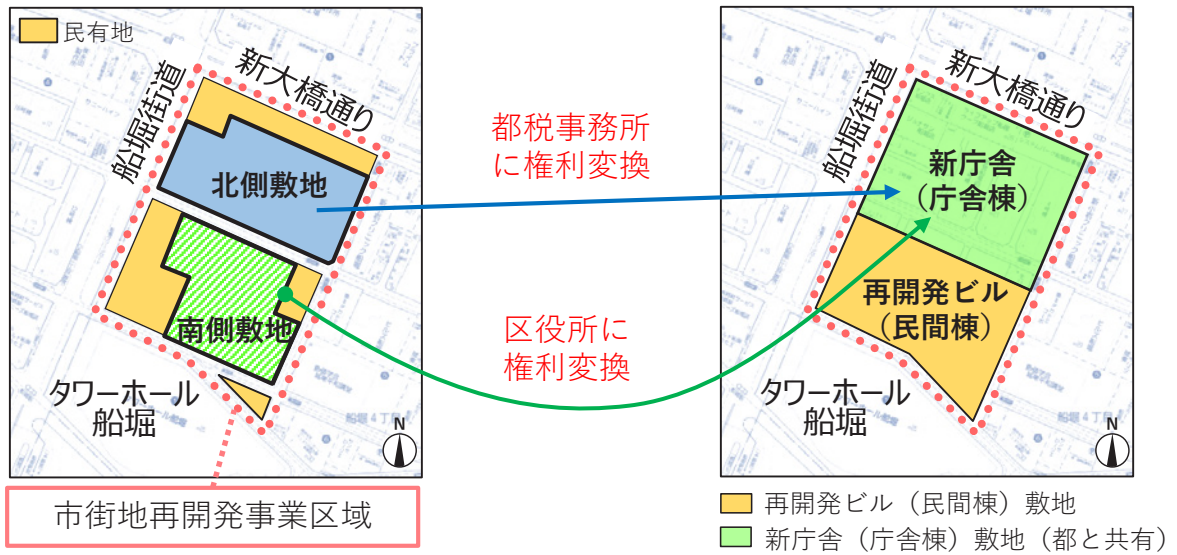 民有地
新大橋通り
船堀街道
北側敷地
南側敷地
タワーホール
船堀
N
市街地再開発事業区域
都税事務所
に権利変換
区役所に
権利変換
新大橋通り
船堀街道
新庁舎
（庁舎棟）
再開発ビル
（民間棟）
タワーホール
船堀
船堀4丁目
N
再開発ビル（民間棟）敷地
新庁舎（庁舎棟）敷地（都と共有）